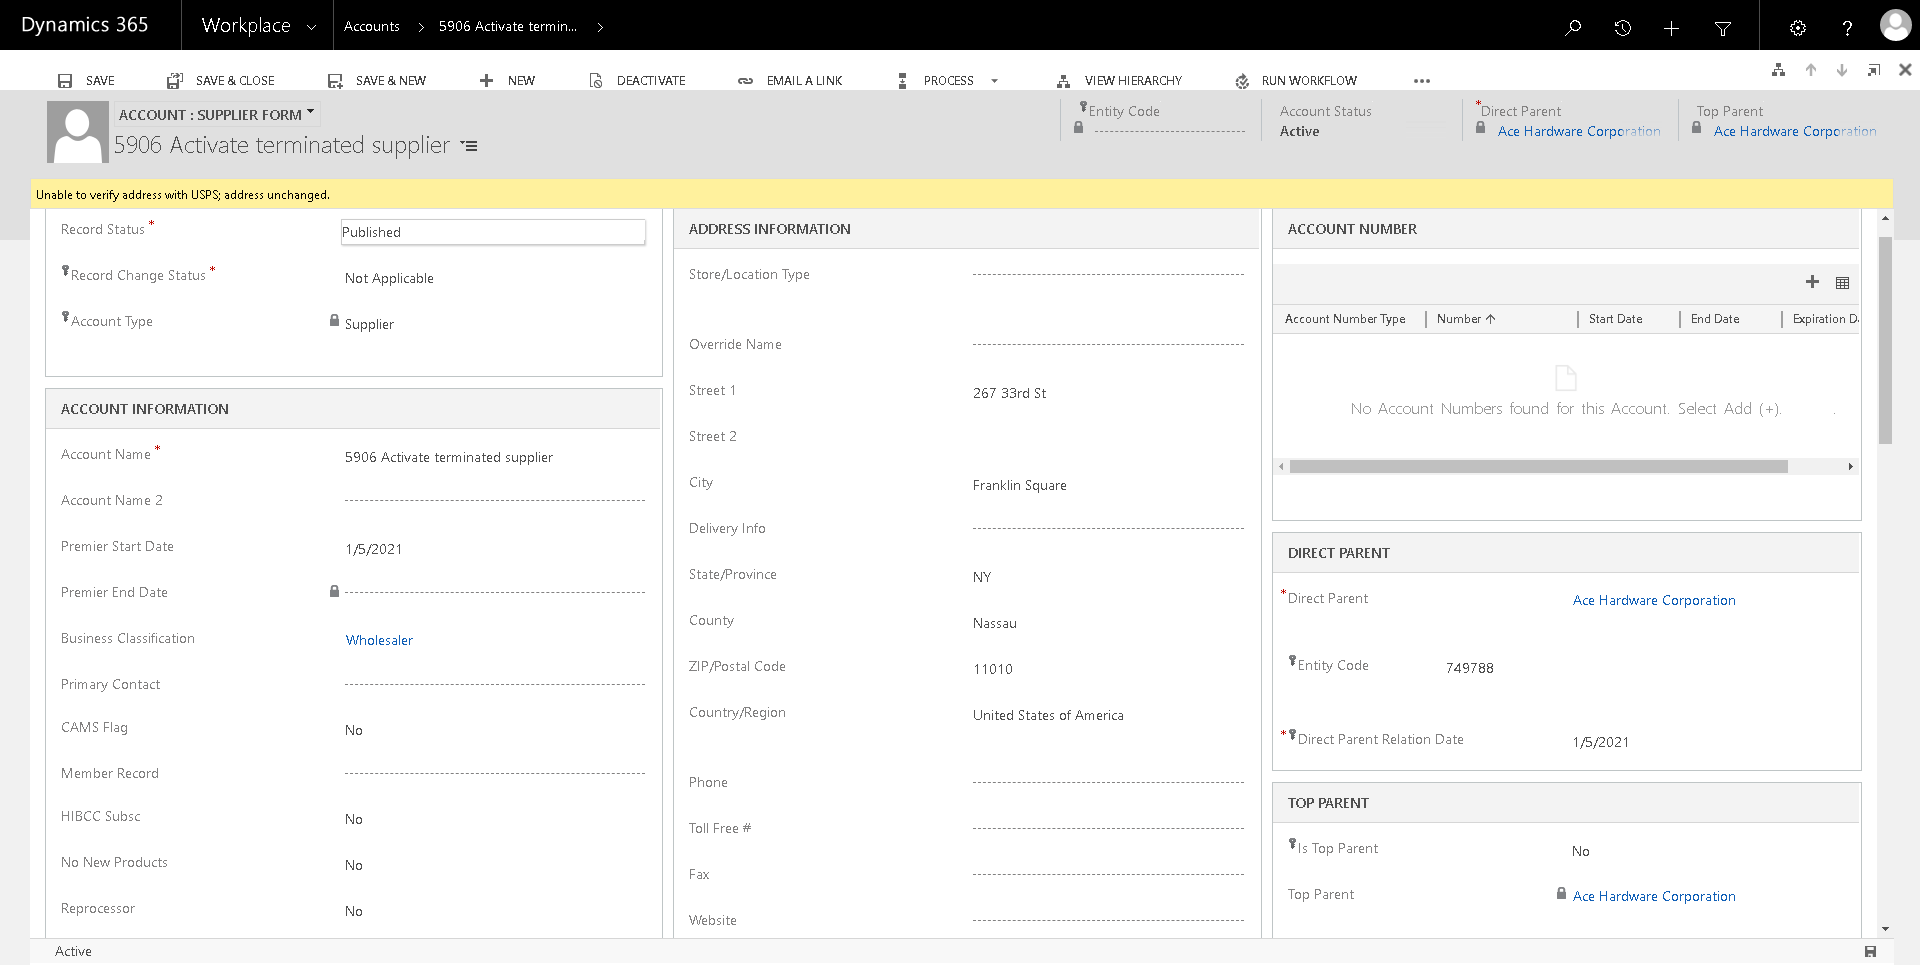 Dynamics 365
Workplace
Accounts
5906 Activate termin...
SAVE
SAVE & CLOSE
SAVE & NEW
NEW
DEACTIVATE
EMAIL A LINK
PROCESS
VIEW HIERARCHY
RUN WORKFLOW
...
ACCOUNT : SUPPLIER FORM
5906 Activate terminated supplier
Entity Code
Account Status
Active
*Direct Parent
Ace Hardware Corporation
Top Parent
Ace Hardware Corporation
Unable to verify address with USPS; address unchanged.
Record Status *
Published
Record Change Status *
Not Applicable
Account Type
Supplier
ACCOUNT INFORMATION
Account Name *
5906 Activate terminated supplier
Account Name 2
Premier Start Date
1/5/2021
Premier End Date
Business Classification
Wholesaler
Primary Contact
CAMS Flag
No
Member Record
HIBCC Subsc
No
No New Products
No
Reprocessor
No
ADDRESS INFORMATION
Store/Location Type
Override Name
Street 1
267 33rd St
Street 2
City
Franklin Square
Delivery Info
State/Province
NY
County
Nassau
ZIP/Postal Code
11010
Country/Region
United States of America
Phone
Toll Free #
Fax
Website
ACCOUNT NUMBER
Account Number Type
Number
Start Date
End Date
Expiration D
No Account Numbers found for this Account. Select Add (+).
DIRECT PARENT
*Direct Parent
Ace Hardware Corporation
Entity Code
749788
*Direct Parent Relation Date
1/5/2021
TOP PARENT
Is Top Parent
No
Top Parent
Ace Hardware Corporation
Active